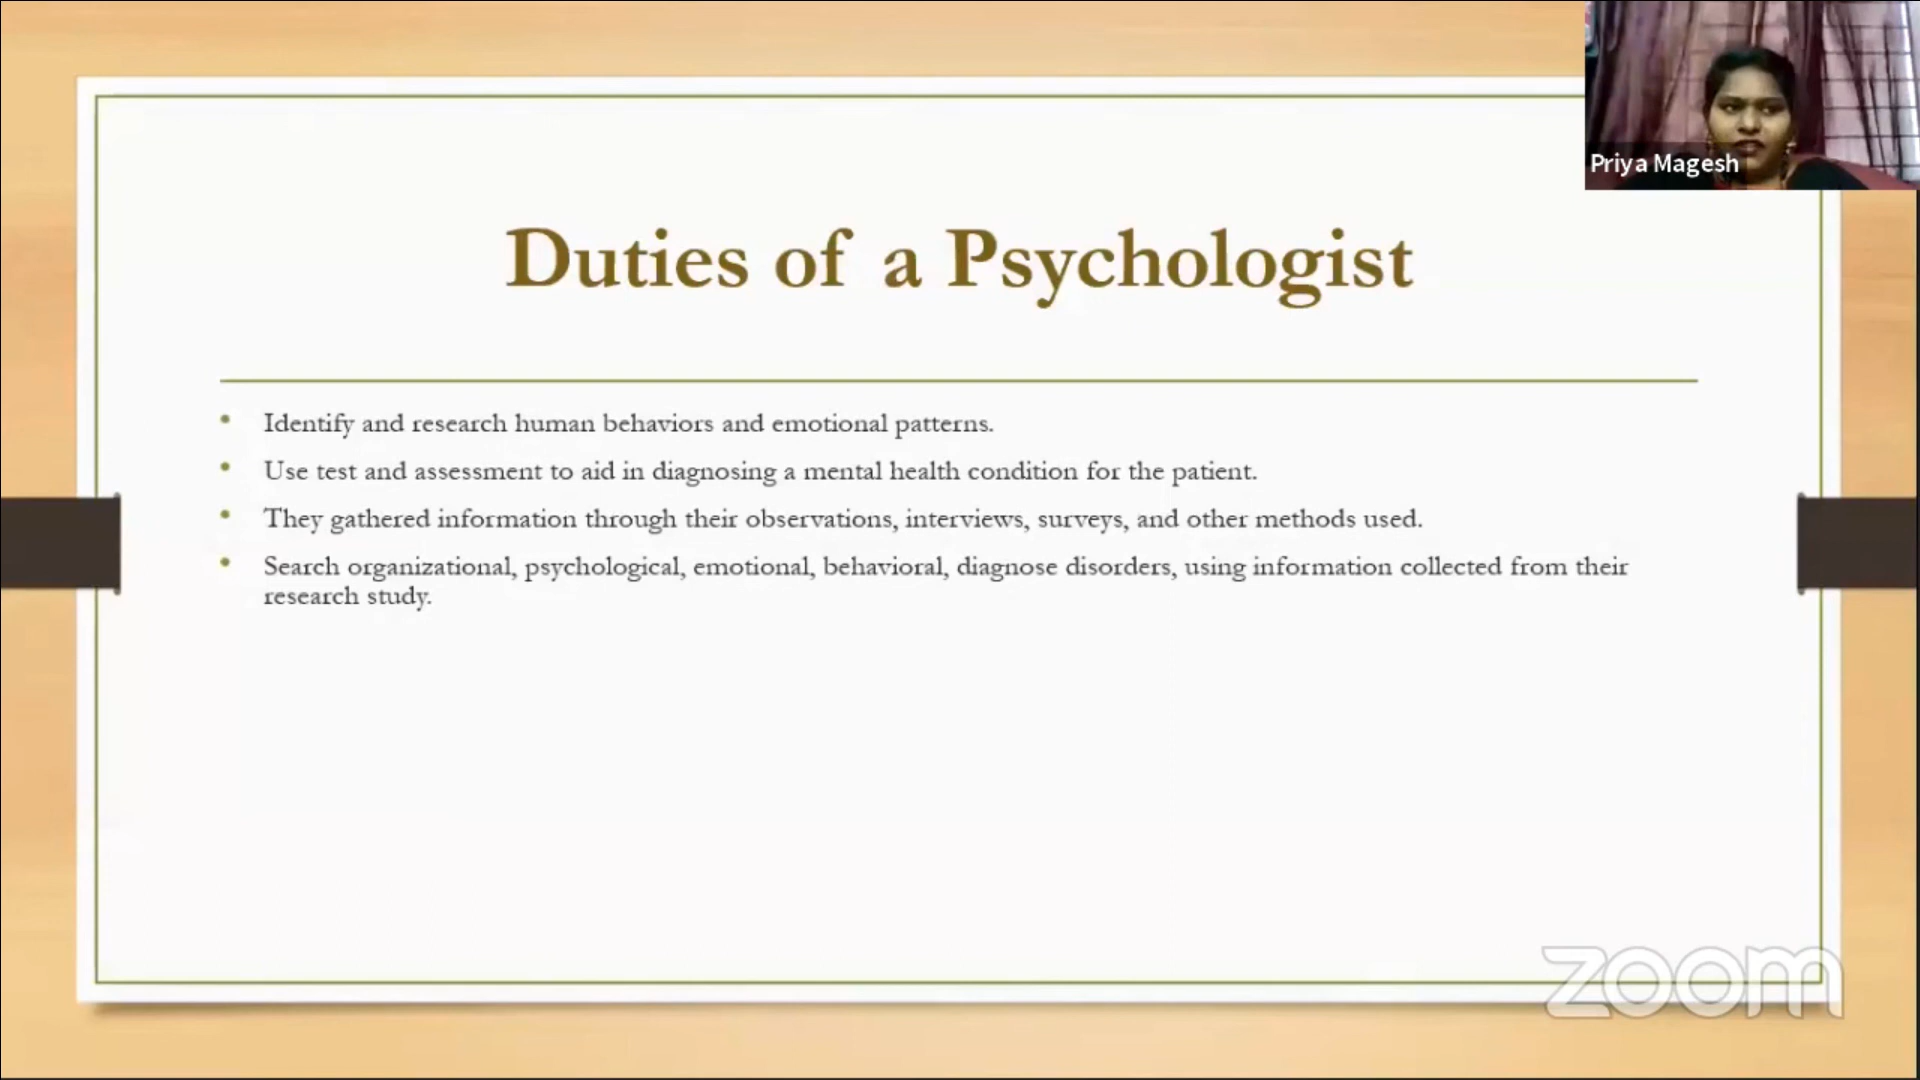 Priya Magesh
Duties of a Psychologist
• Identify and research human behaviors and emotional patterns.
• Use test and assessment to aid in diagnosing a mental health condition for the patient.
• They gathered information through their observations, interviews, surveys, and other methods used.
• Search organizational, psychological, emotional, behavioral, diagnose disorders, using information collected from their
research study.
zoom